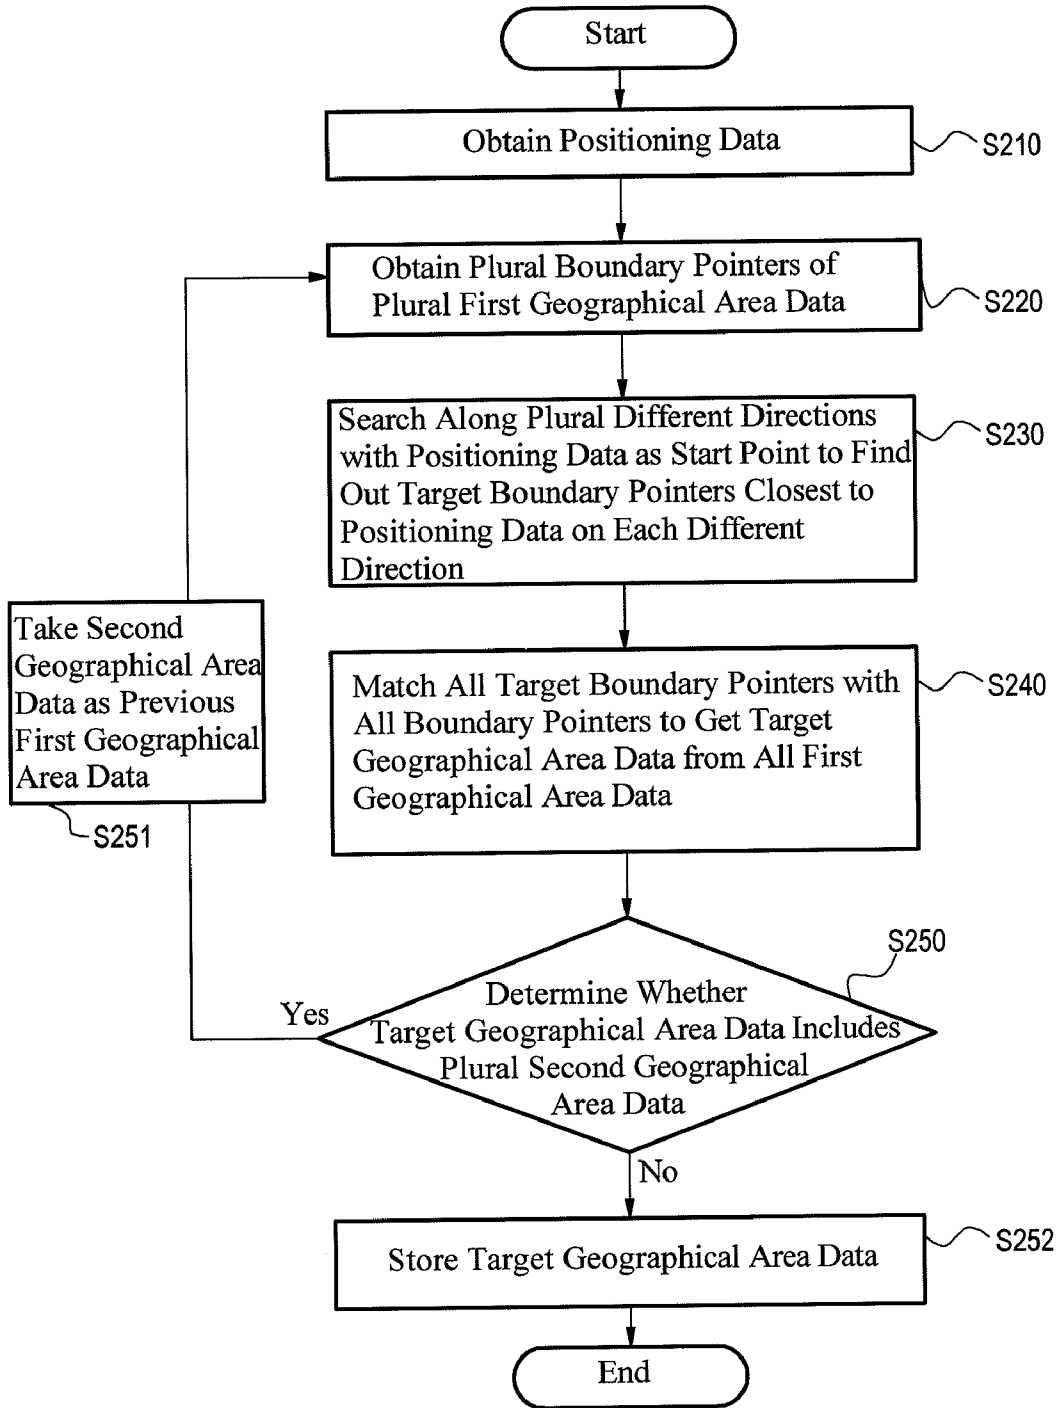 Start
Obtain Positioning Data
S210
Obtain Plural Boundary Pointers of
Plural First Geographical Area Data
S220
Search Along Plural Different Directions
with Positioning Data as Start Point to Find
Out Target Boundary Pointers Closest to
Positioning Data on Each Different
Direction
S230
Take Second
Geographical Area
Data as Previous
First Geographical
Area Data
S251
Match All Target Boundary Pointers with
All Boundary Pointers to Get Target
Geographical Area Data from All First
Geographical Area Data
S240
S250
Determine Whether
Target Geographical Area Data Includes
Plural Second Geographical
Area Data
Yes
No
Store Target Geographical Area Data
S252
End